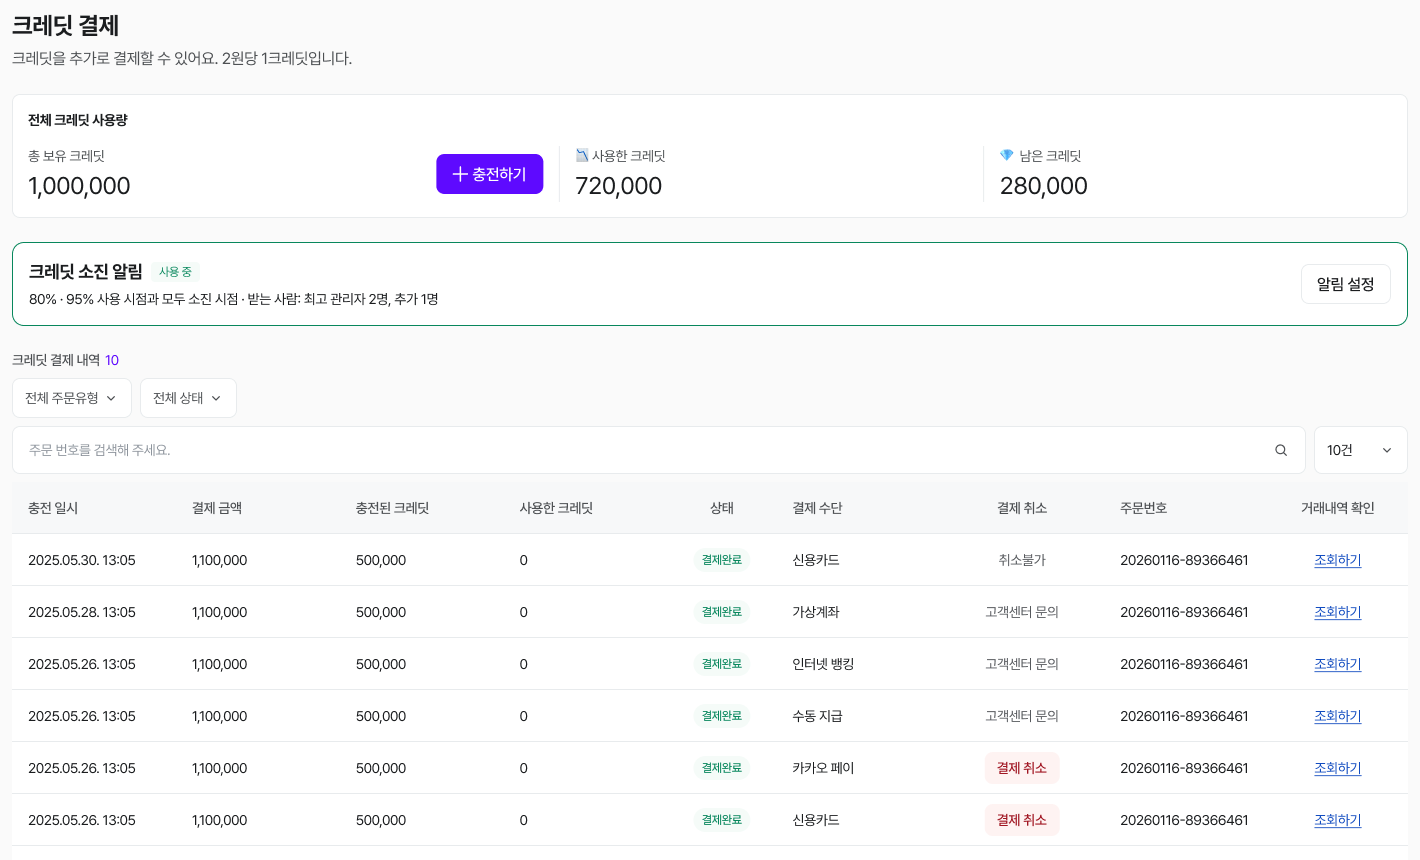 크레딧 결제
크레딧을 추가로 결제할 수 있어요. 2원당 1크레딧입니다.
전체 크레딧 사용량
총 보유 크레딧
1,000,000
충전하기
사용한 크레딧
720,000
남은 크레딧
280,000
크레딧 소진 알림 사용 중
80% · 95% 사용 시점과 모두 소진 시점 · 받는 사람: 최고 관리자 2명, 추가 1명
알림 설정
크레딧 결제 내역 10
전체 주문유형 전체 상태
주문 번호를 검색해 주세요. 10건
충전 일시 결제 금액 충전된 크레딧 사용한 크레딧 상태 결제 수단 결제 취소 주문번호 거래내역 확인
2025.05.30. 13:05 1,100,000 500,000 0 결제완료 신용카드 취소불가 20260116-89366461 조회하기
2025.05.28. 13:05 1,100,000 500,000 0 결제완료 가상계좌 고객센터 문의 20260116-89366461 조회하기
2025.05.26. 13:05 1,100,000 500,000 0 결제완료 인터넷 뱅킹 고객센터 문의 20260116-89366461 조회하기
2025.05.26. 13:05 1,100,000 500,000 0 결제완료 수동 지급 고객센터 문의 20260116-89366461 조회하기
2025.05.26. 13:05 1,100,000 500,000 0 결제완료 카카오 페이 결제 취소 20260116-89366461 조회하기
2025.05.26. 13:05 1,100,000 500,000 0 결제완료 신용카드 결제 취소 20260116-89366461 조회하기